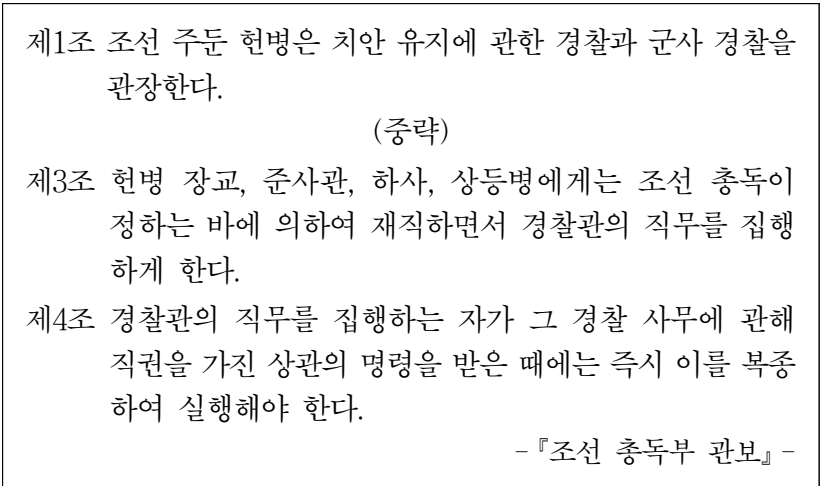 제1조 조선 주둔 헌병은 치안 유지에 관한 경찰과 군사 경찰을
관장한다.
(중략)
제3조 헌병 장교, 준사관, 하사, 상등병에게는 조선 총독이
정하는 바에 의하여 재직하면서 경찰관의 직무를 집행
하게 한다.
제4조 경찰관의 직무를 집행하는 자가 그 경찰 사무에 관해
직권을 가진 상관의 명령을 받은 때에는 즉시 이를 복종
하여 실행해야 한다.
-『조선 총독부 관보』-